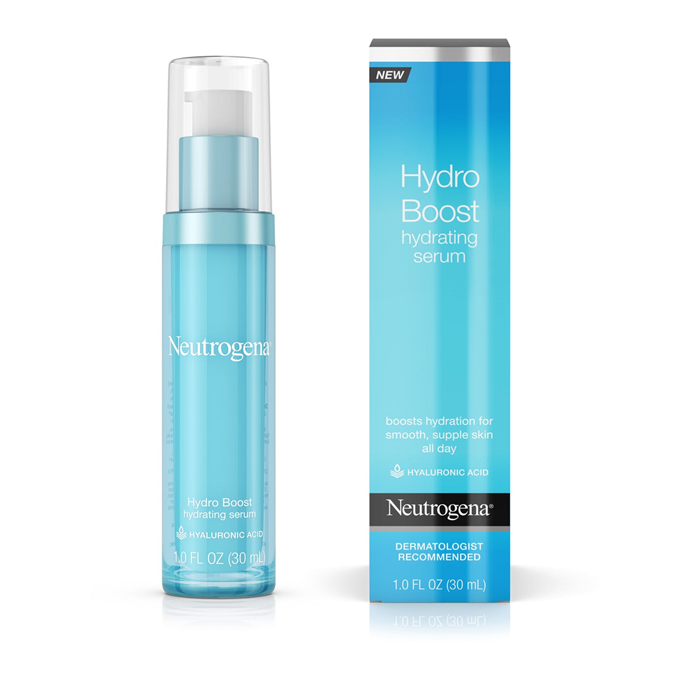 Neutrogena®
Hydro Boost
hydrating serum
HYALURONIC ACID
1.0 FL OZ (30 mL)
NEW
Hydro
Boost
hydrating
serum
boosts hydration for
smooth, supple skin
all day
HYALURONIC ACID
Neutrogena®
DERMATOLOGIST
RECOMMENDED
1.0 FL OZ (30 mL)